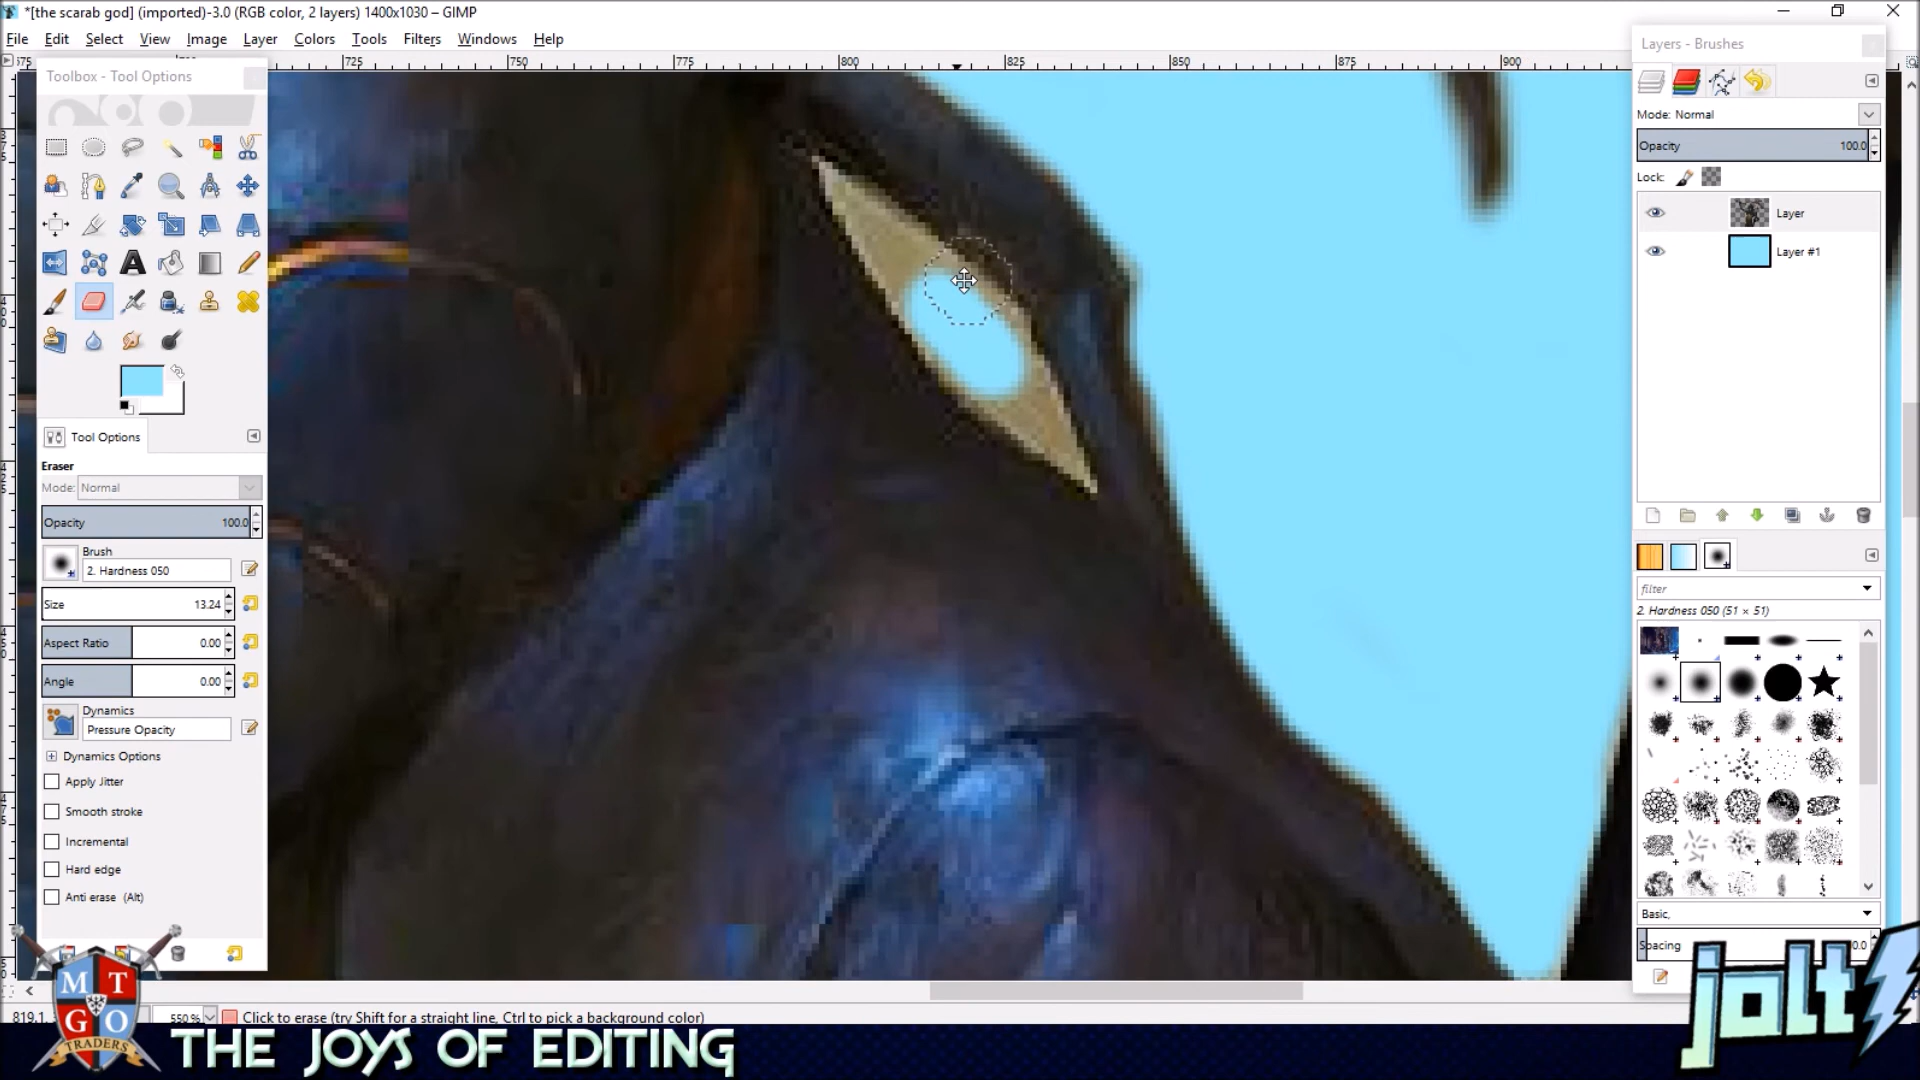 *[the scarab god] (imported)-3.0 (RGB color, 2 layers) 1400x1030 – GIMP
File Edit Select View Image Layer Colors Tools Filters Windows Help
725 750 775 800 825 850 875 900
Toolbox - Tool Options
Tool Options
Eraser
Mode: Normal
Opacity 100.0
Brush
2. Hardness 050
Size 13.24
Aspect Ratio 0.00
Angle 0.00
Dynamics
Pressure Opacity
Dynamics Options
Apply Jitter
Smooth stroke
Incremental
Hard edge
Anti erase (Alt)
Layers - Brushes
Mode: Normal
Opacity 100.0
Lock:
Layer
Layer #1
filter
2. Hardness 050 (51 × 51)
Basic,
Spacing
819.1,
550 %
Click to erase (try Shift for a straight line, Ctrl to pick a background color)
MTGO
TRADERS
THE JOYS OF EDITING
jolt